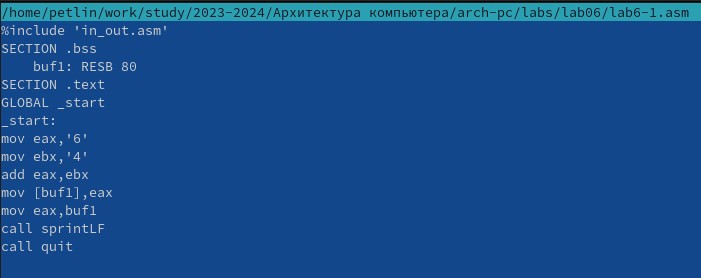 /home/petlin/work/study/2023-2024/Архитектура компьютера/arch-pc/labs/lab06/lab6-1.asm
%include 'in_out.asm'
SECTION .bss
    buf1: RESB 80
SECTION .text
GLOBAL _start
_start:
mov eax,'6'
mov ebx,'4'
add eax,ebx
mov [buf1],eax
mov eax,buf1
call sprintLF
call quit